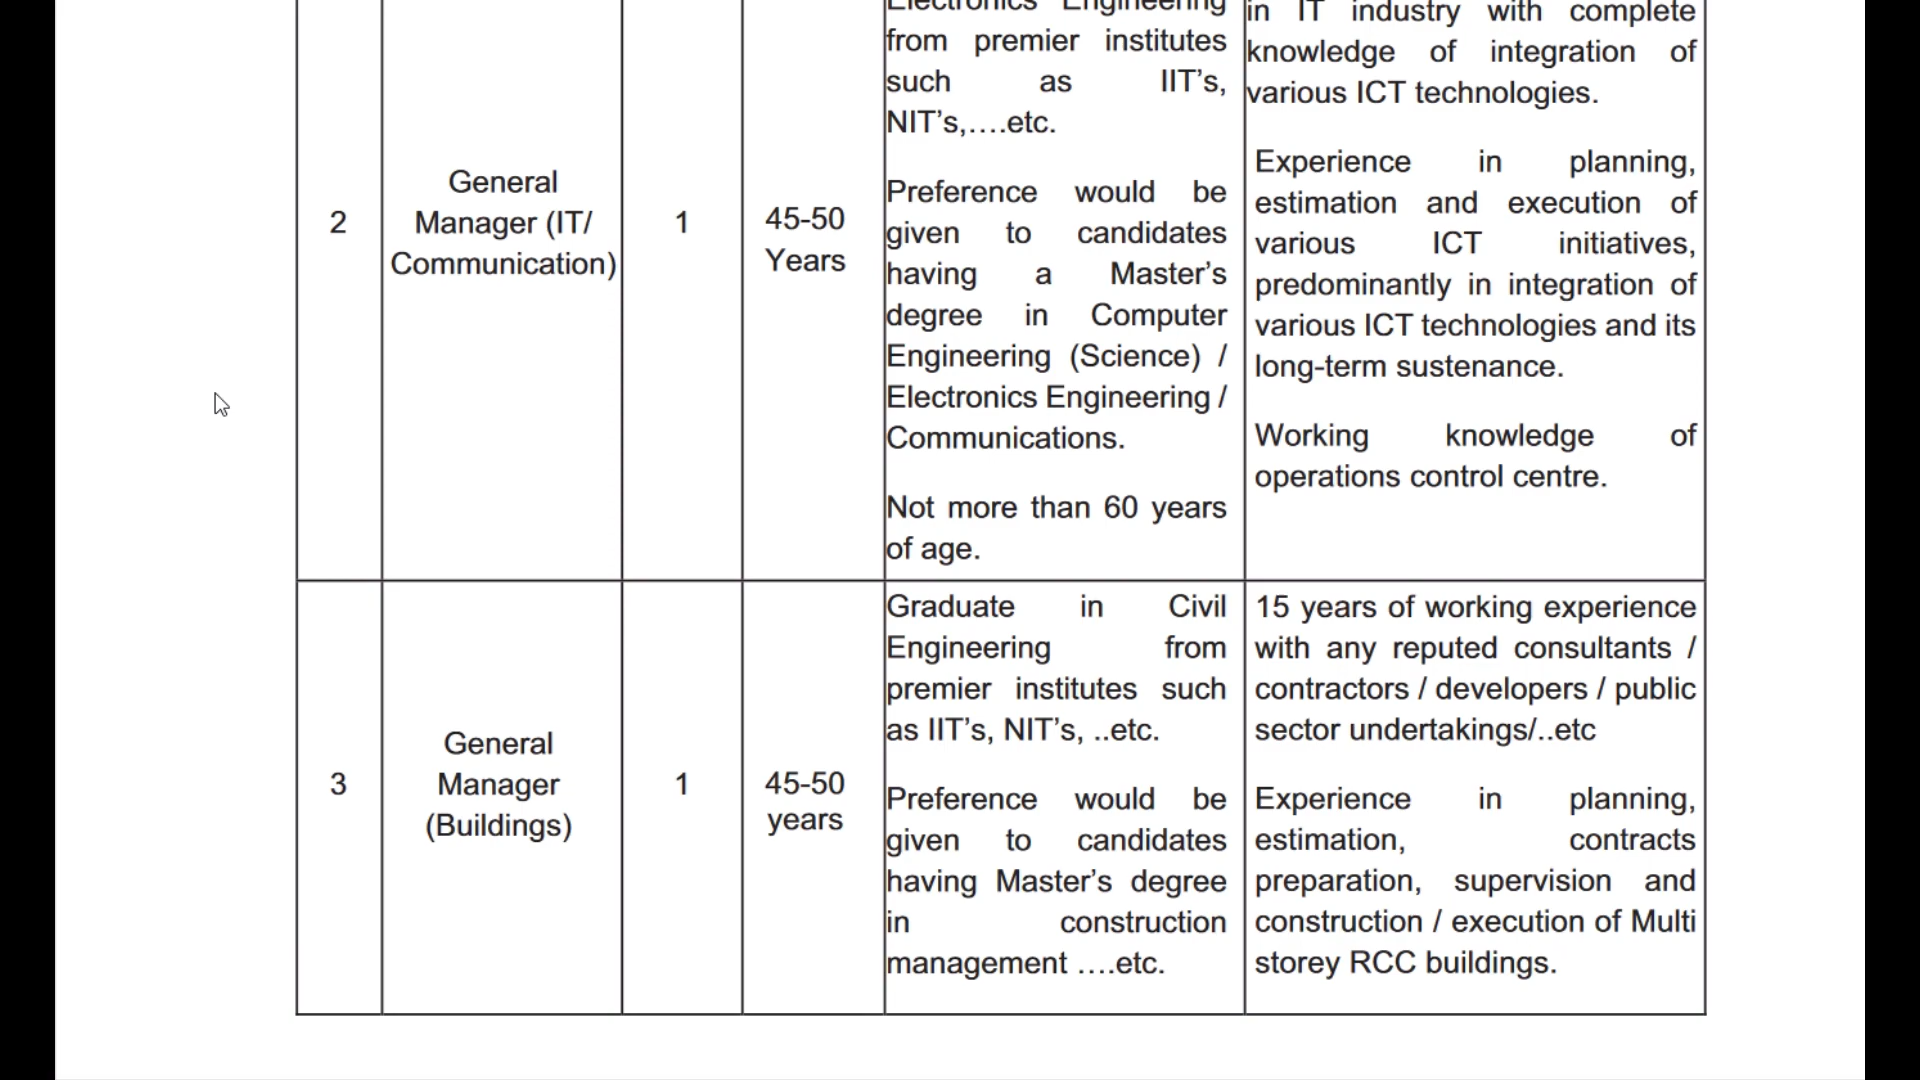 Electronics Engineering
from premier institutes
such as IIT's,
NIT's,....etc.
Preference would be
given to candidates
having a Master's
degree in Computer
Engineering (Science) /
Electronics Engineering /
Communications.
Not more than 60 years
of age.
in IT industry with complete
knowledge of integration of
various ICT technologies.
Experience in planning,
estimation and execution of
various ICT initiatives,
predominantly in integration of
various ICT technologies and its
long-term sustenance.
Working knowledge of
operations control centre.
2
General
Manager (IT/
Communication)
1
45-50
Years
3
General
Manager
(Buildings)
1
45-50
years
Graduate in Civil
Engineering from
premier institutes such
as IIT's, NIT's, ..etc.
Preference would be
given to candidates
having Master's degree
in construction
management ....etc.
15 years of working experience
with any reputed consultants /
contractors / developers / public
sector undertakings/..etc
Experience in planning,
estimation, contracts
preparation, supervision and
construction / execution of Multi
storey RCC buildings.